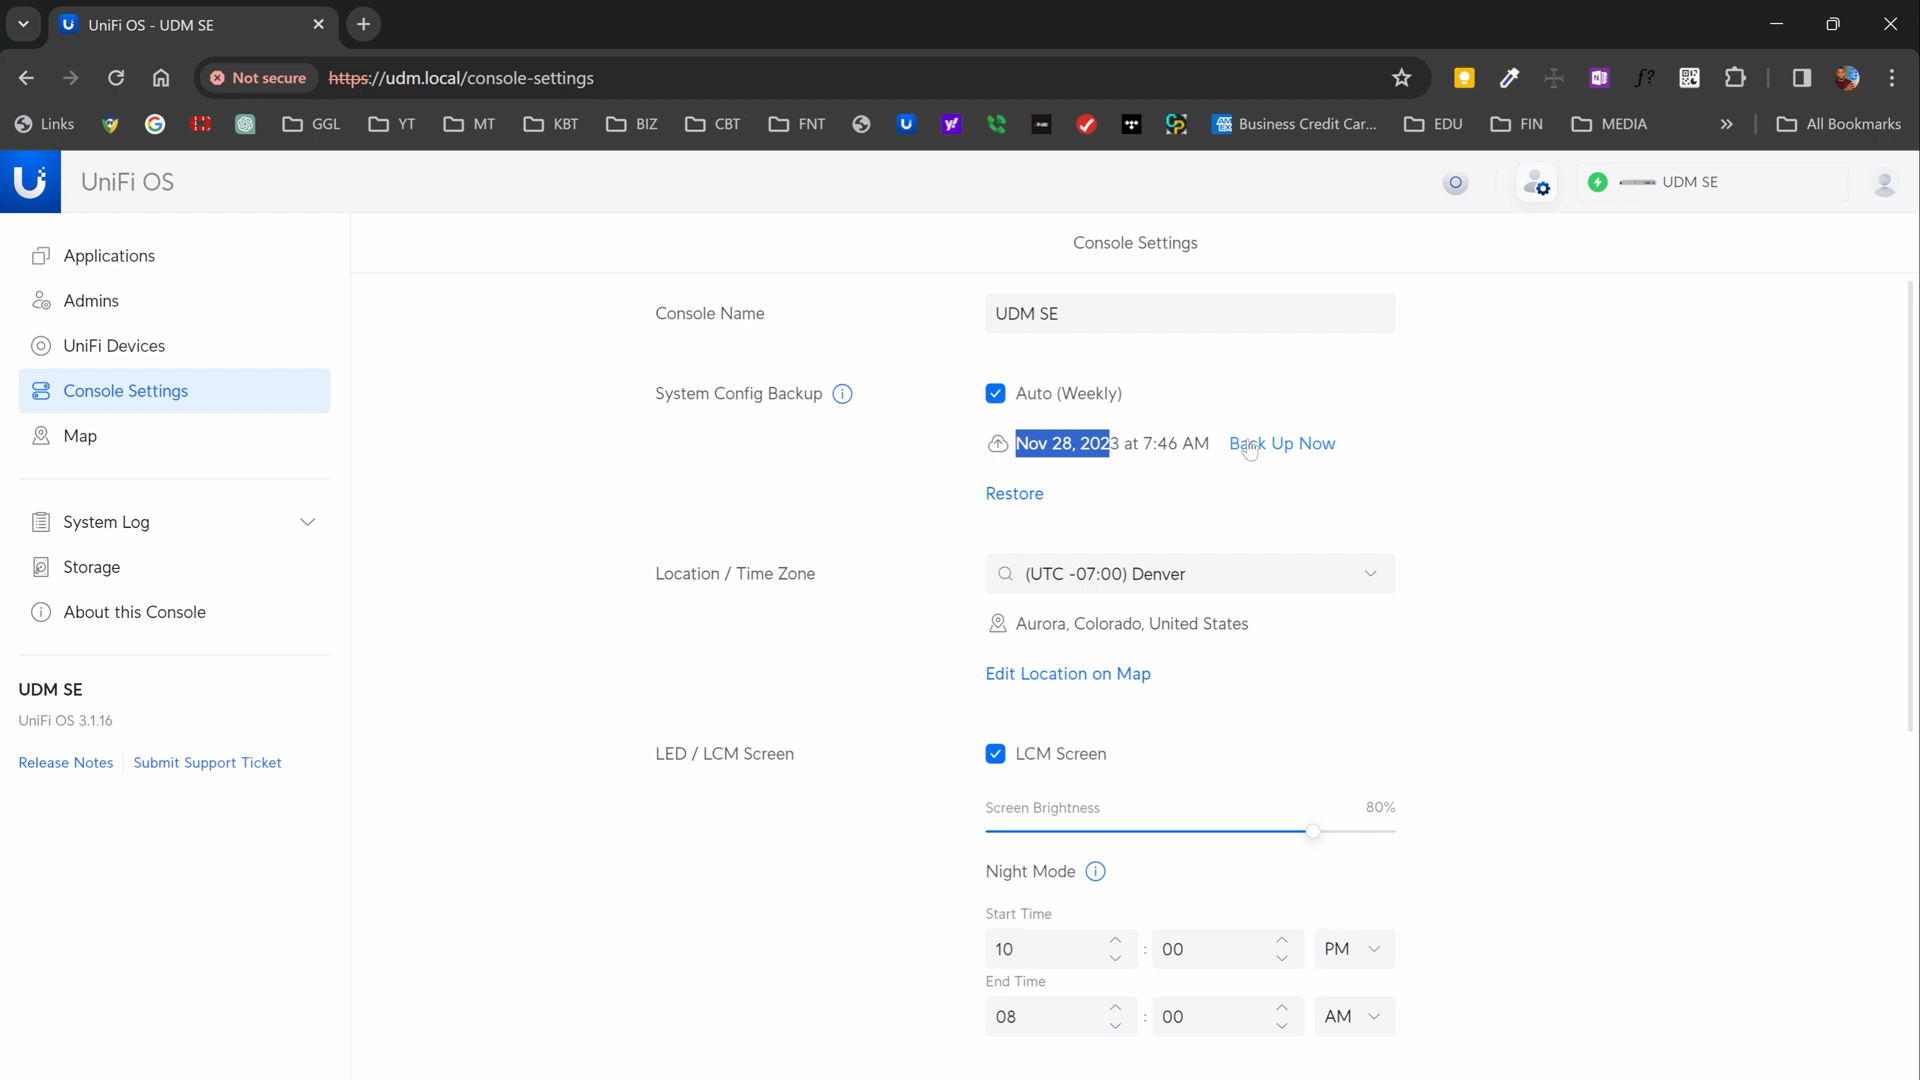 UniFi OS - UDM SE
Not secure https://udm.local/console-settings
f?
Links GGL YT MT KBT BIZ CBT FNT Business Credit Car... EDU FIN MEDIA » All Bookmarks
UniFi OS
UDM SE
Applications
Admins
UniFi Devices
Console Settings
Map
System Log
Storage
About this Console
UDM SE
UniFi OS 3.1.16
Release Notes Submit Support Ticket
Console Settings
Console Name UDM SE
System Config Backup Auto (Weekly)
Nov 28, 2023 at 7:46 AM Back Up Now
Restore
Location / Time Zone (UTC -07:00) Denver
Aurora, Colorado, United States
Edit Location on Map
LED / LCM Screen LCM Screen
Screen Brightness 80%
Night Mode
Start Time
10 : 00 PM
End Time
08 : 00 AM